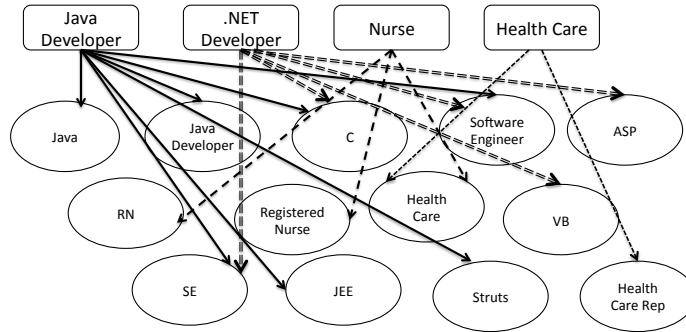 Java
Developer
.NET
Developer
Nurse
Health Care
Java
Java
Developer
C
Software
Engineer
ASP
RN
Registered
Nurse
Health
Care
VB
SE
JEE
Struts
Health
Care Rep